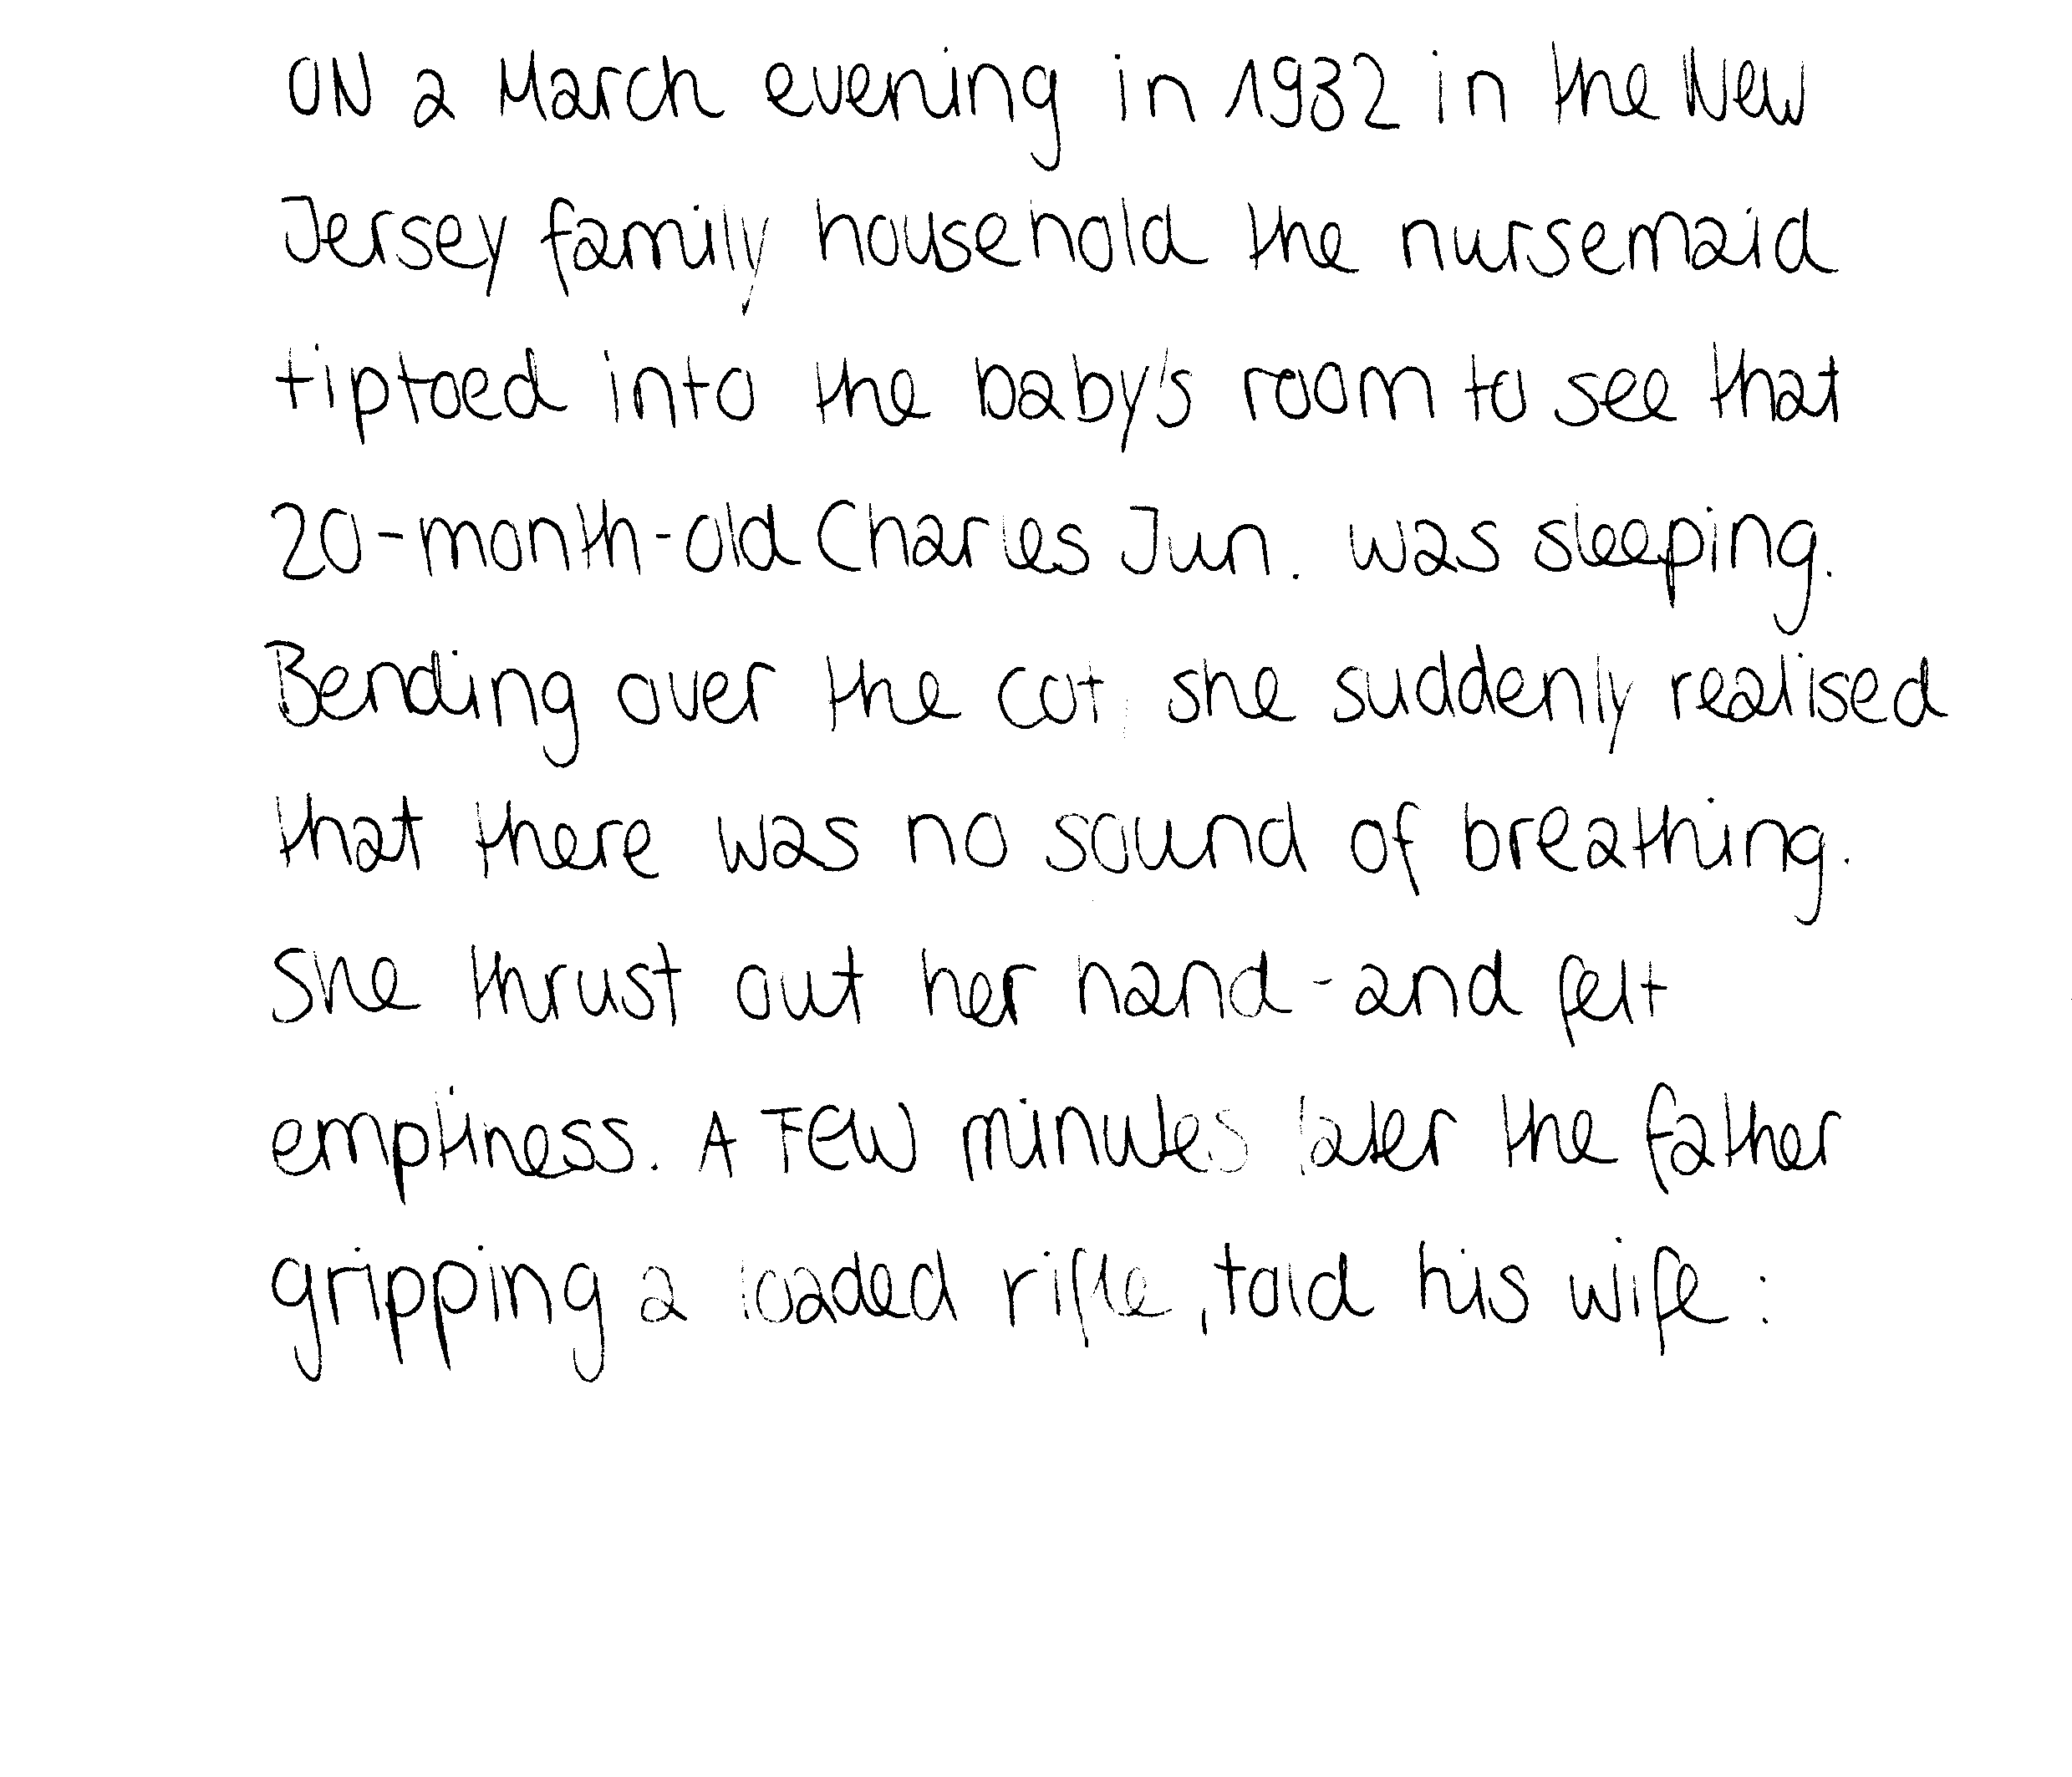 ON a March evening in 1932 in the New
Jersey family household the nursemaid
tiptoed into the baby's room to see that
20-month-old Charles Jun. was sleeping.
Bending over the cot, she suddenly realised
that there was no sound of breathing.
She thrust out her hand - and felt
emptiness. A FEW minutes later the father
gripping a loaded rifle, told his wife: